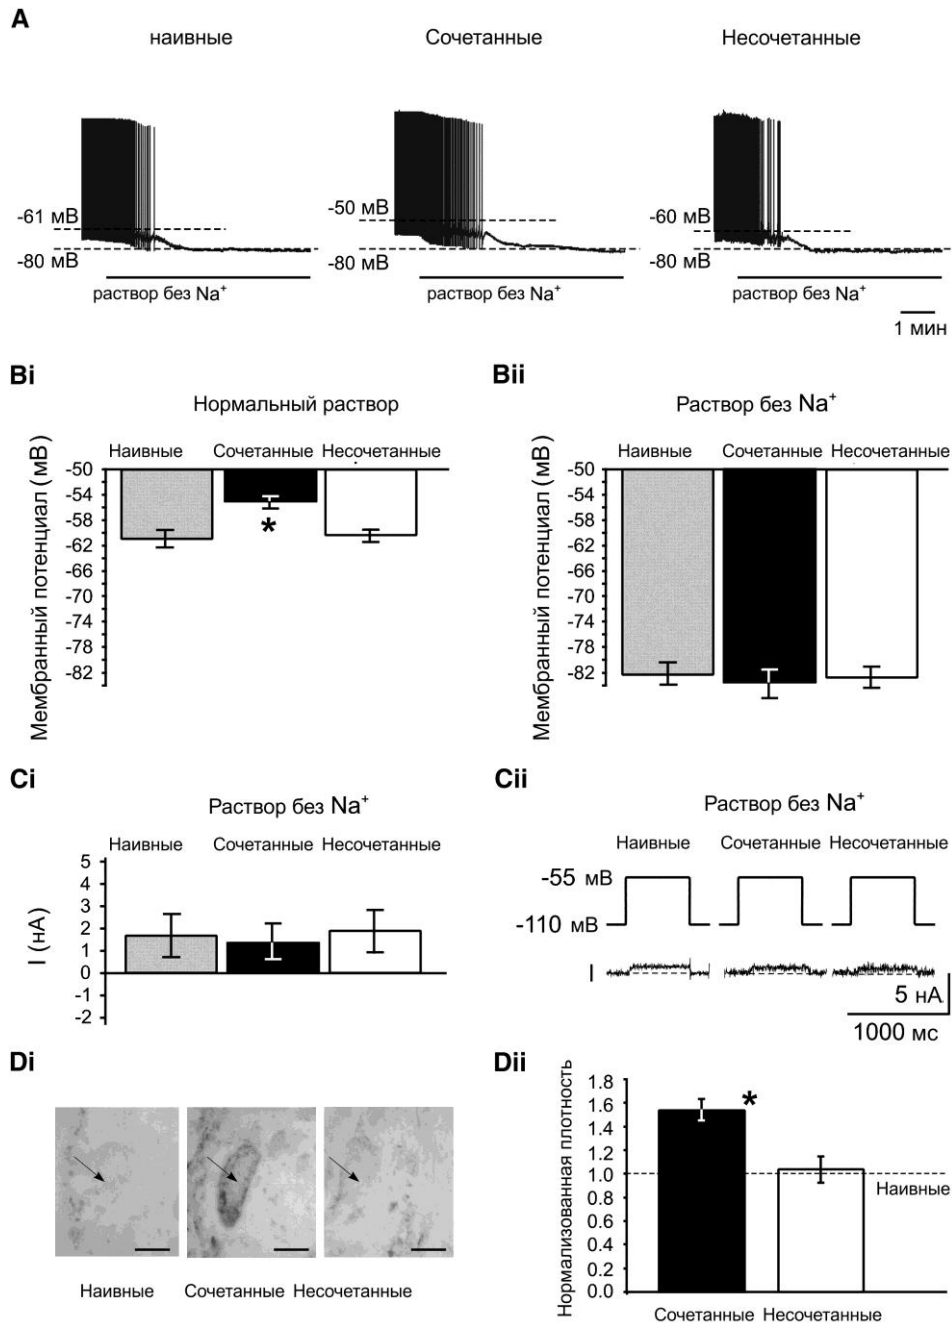 A
наивные Сочетанные Несочетанные
-61 мВ -50 мВ -60 мВ
-80 мВ -80 мВ -80 мВ
раствор без Na⁺ раствор без Na⁺ раствор без Na⁺
1 мин
Bi
Нормальный раствор
Наивные Сочетанные Несочетанные
Мембранный потенциал (мВ)
-50
-54
-58
-62
-66
-70
-74
-78
-82
*
Bii
Раствор без Na⁺
Наивные Сочетанные Несочетанные
Мембранный потенциал (мВ)
-50
-54
-58
-62
-66
-70
-74
-78
-82
Ci
Раствор без Na⁺
Наивные Сочетанные Несочетанные
I (нА)
5
4
3
2
1
0
-1
-2
Cii
Раствор без Na⁺
Наивные Сочетанные Несочетанные
-55 мВ
-110 мВ
I
5 нА
1000 мс
Di
Наивные Сочетанные Несочетанные
Dii
Нормализованная плотность
1.8
1.6
1.4
1.2
1.0
0.8
0.6
0.4
0.2
0.0
*
Наивные
Сочетанные Несочетанные